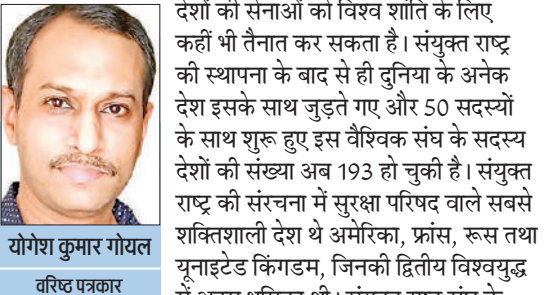 देशों की सेनाओं को विश्व शांति के लिए
कहीं भी तैनात कर सकता है। संयुक्त राष्ट्र
की स्थापना के बाद से ही दुनिया के अनेक
देश इसके साथ जुड़ते गए और 50 सदस्यों
के साथ शुरू हुए इस वैश्विक संघ के सदस्य
देशों की संख्या अब 193 हो चुकी है। संयुक्त
राष्ट्र की संरचना में सुरक्षा परिषद वाले सबसे
शक्तिशाली देश थे अमेरिका, फ्रांस, रूस तथा
यूनाइटेड किंगडम, जिनकी द्वितीय विश्वयुद्ध
योगेश कुमार गोयल
वरिष्ठ पत्रकार